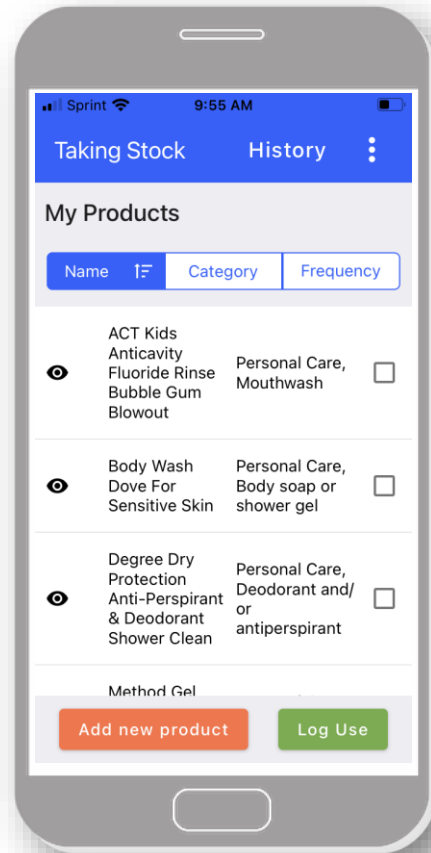 Sprint 9:55 AM
Taking Stock History
My Products
Name Category Frequency
ACT Kids
Anticavity
Fluoride Rinse
Bubble Gum
Blowout
Personal Care,
Mouthwash
Body Wash
Dove For
Sensitive Skin
Personal Care,
Body soap or
shower gel
Degree Dry
Protection
Anti-Perspirant
& Deodorant
Shower Clean
Personal Care,
Deodorant and/
or
antiperspirant
Method Gel
Add new product Log Use